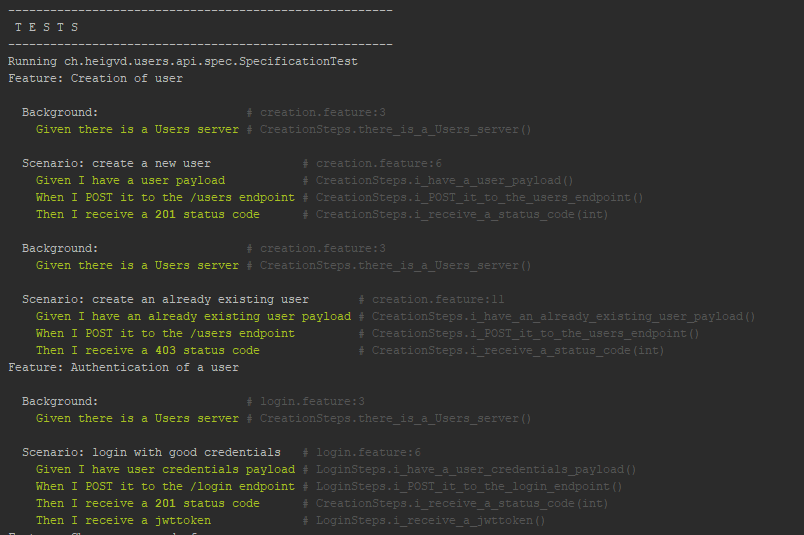 -------------------------------------------------------
 T E S T S
-------------------------------------------------------
Running ch.heigvd.users.api.spec.SpecificationTest
Feature: Creation of user

  Background:                     # creation.feature:3
    Given there is a Users server # CreationSteps.there_is_a_Users_server()

  Scenario: create a new user             # creation.feature:6
    Given I have a user payload           # CreationSteps.i_have_a_user_payload()
    When I POST it to the /users endpoint # CreationSteps.i_POST_it_to_the_users_endpoint()
    Then I receive a 201 status code      # CreationSteps.i_receive_a_status_code(int)

  Background:                     # creation.feature:3
    Given there is a Users server # CreationSteps.there_is_a_Users_server()

  Scenario: create an already existing user       # creation.feature:11
    Given I have an already existing user payload # CreationSteps.i_have_an_already_existing_user_payload()
    When I POST it to the /users endpoint         # CreationSteps.i_POST_it_to_the_users_endpoint()
    Then I receive a 403 status code              # CreationSteps.i_receive_a_status_code(int)
Feature: Authentication of a user

  Background:                     # login.feature:3
    Given there is a Users server # CreationSteps.there_is_a_Users_server()

  Scenario: login with good credentials   # login.feature:6
    Given I have user credentials payload # LoginSteps.i_have_a_user_credentials_payload()
    When I POST it to the /login endpoint # LoginSteps.i_POST_it_to_the_login_endpoint()
    Then I receive a 201 status code      # CreationSteps.i_receive_a_status_code(int)
    Then I receive a jwttoken             # LoginSteps.i_receive_a_jwttoken()